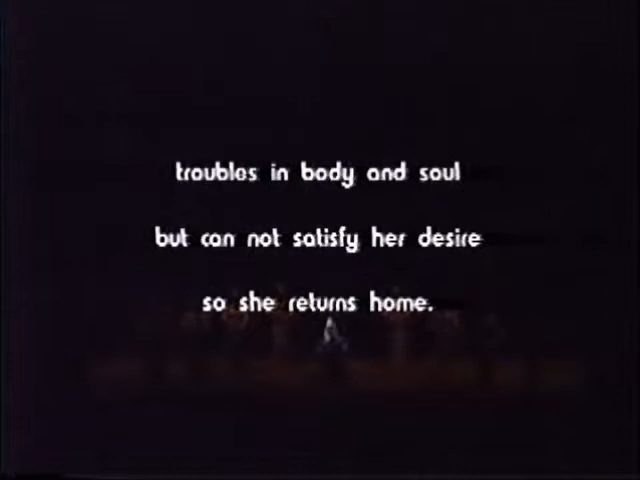 troubles in body and soul
but can not satisfy her desire
so she returns home.